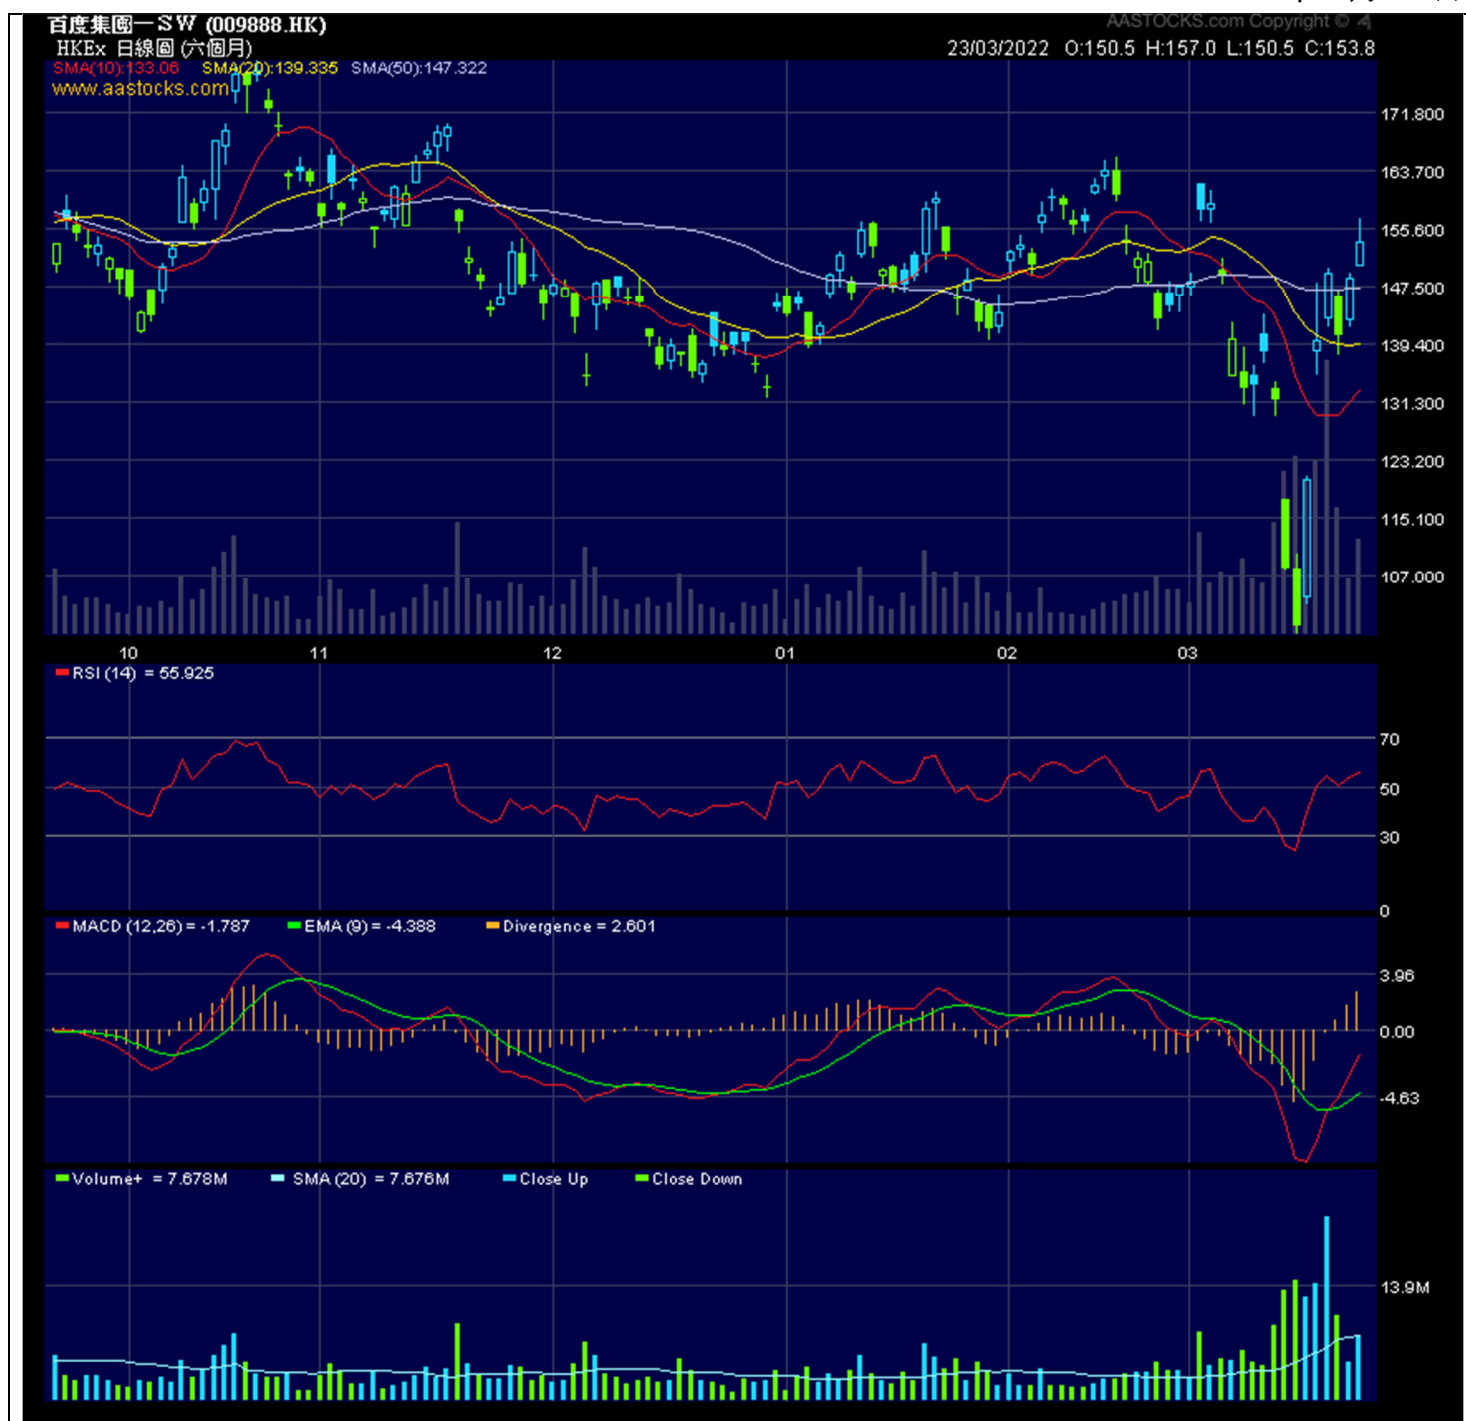 AASTOCKS.com Copyright ©
百度集團－SW (009888.HK)
HKEx 日線圖 (六個月)
23/03/2022 O:150.5 H:157.0 L:150.5 C:153.8
SMA(10):133.06 SMA(20):139.335 SMA(50):147.322
www.aastocks.com
171.800
163.700
155.600
147.500
139.400
131.300
123.200
115.100
107.000
10 11 12 01 02 03
RSI (14) = 55.925
70
50
30
0
MACD (12,26) = -1.787 EMA (9) = -4.388 Divergence = 2.601
3.96
0.00
-4.63
Volume+ = 7.678M SMA (20) = 7.676M Close Up Close Down
13.9M